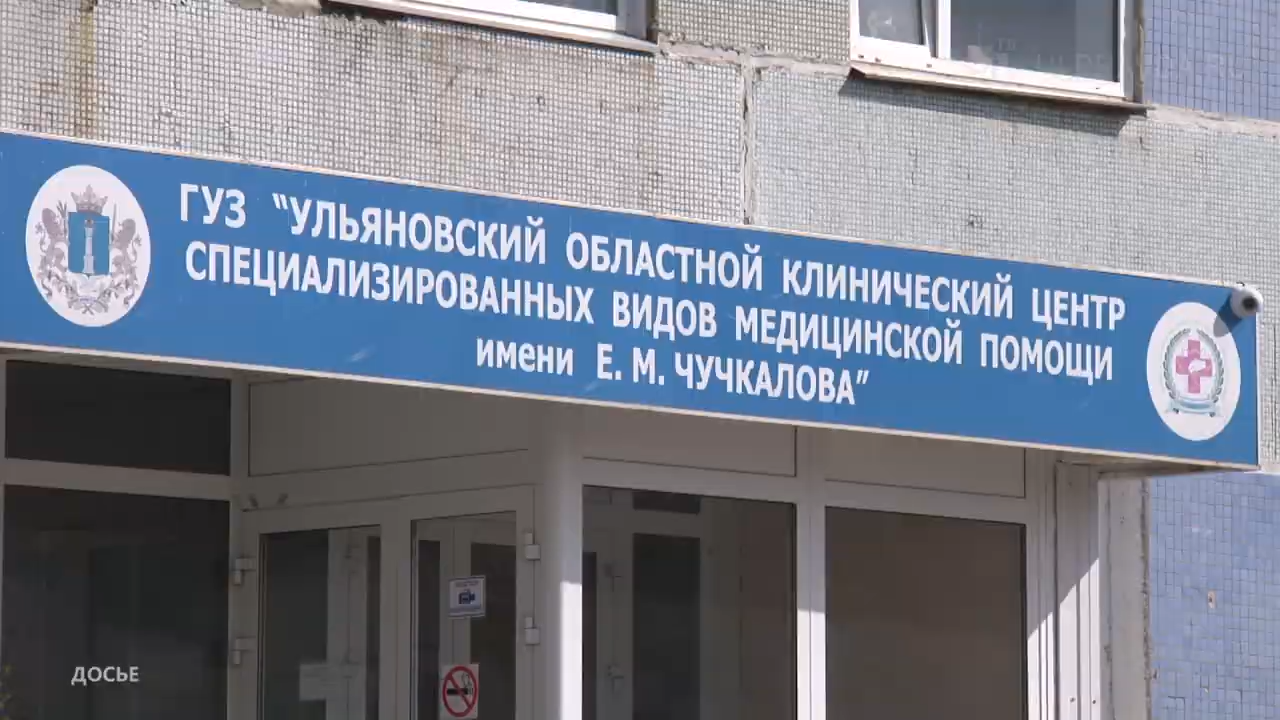 ГУЗ "УЛЬЯНОВСКИЙ ОБЛАСТНОЙ КЛИНИЧЕСКИЙ ЦЕНТР
СПЕЦИАЛИЗИРОВАННЫХ ВИДОВ МЕДИЦИНСКОЙ ПОМОЩИ
имени Е. М. ЧУЧКАЛОВА"
ДОСЬЕ